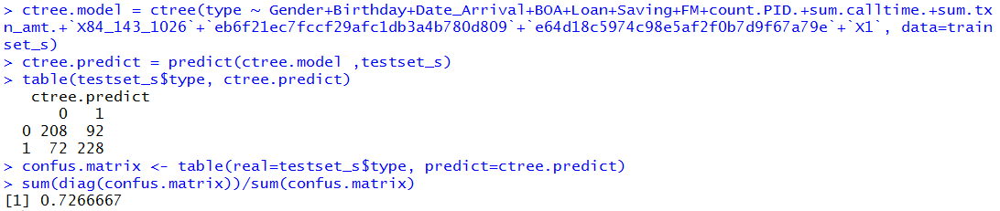 > ctree.model = ctree(type ~ Gender+Birthday+Date_Arrival+BOA+Loan+Saving+FM+count.PID.+sum.calltime.+sum.tx
n_amt.+`X84_143_1026`+`eb6f21ec7fccf29afc1db3a4b780d809`+`e64d18c5974c98e5af2f0b7d9f67a79e`+`X1`, data=train
set_s)
> ctree.predict = predict(ctree.model ,testset_s)
> table(testset_s$type, ctree.predict)
   ctree.predict
      0   1
  0 208  92
  1  72 228
> confus.matrix <- table(real=testset_s$type, predict=ctree.predict)
> sum(diag(confus.matrix))/sum(confus.matrix)
[1] 0.7266667